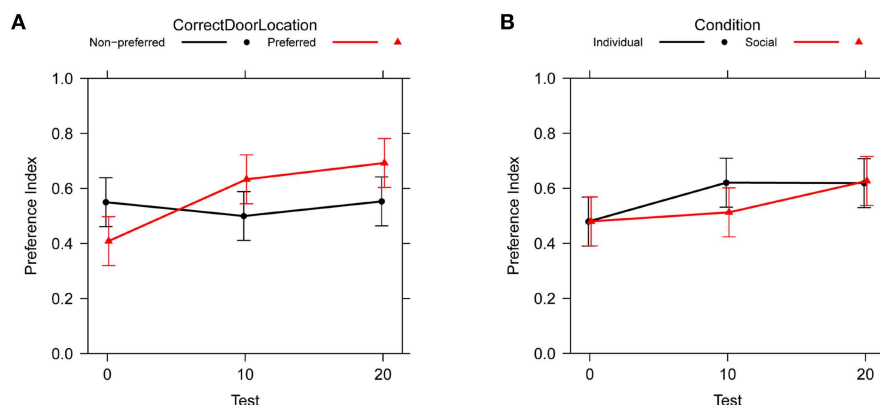 A
CorrectDoorLocation
Non-preferred Preferred
1.0
0.8
0.6
0.4
0.2
0.0
Preference Index
0 10 20
Test
B
Condition
Individual Social
1.0
0.8
0.6
0.4
0.2
0.0
Preference Index
0 10 20
Test